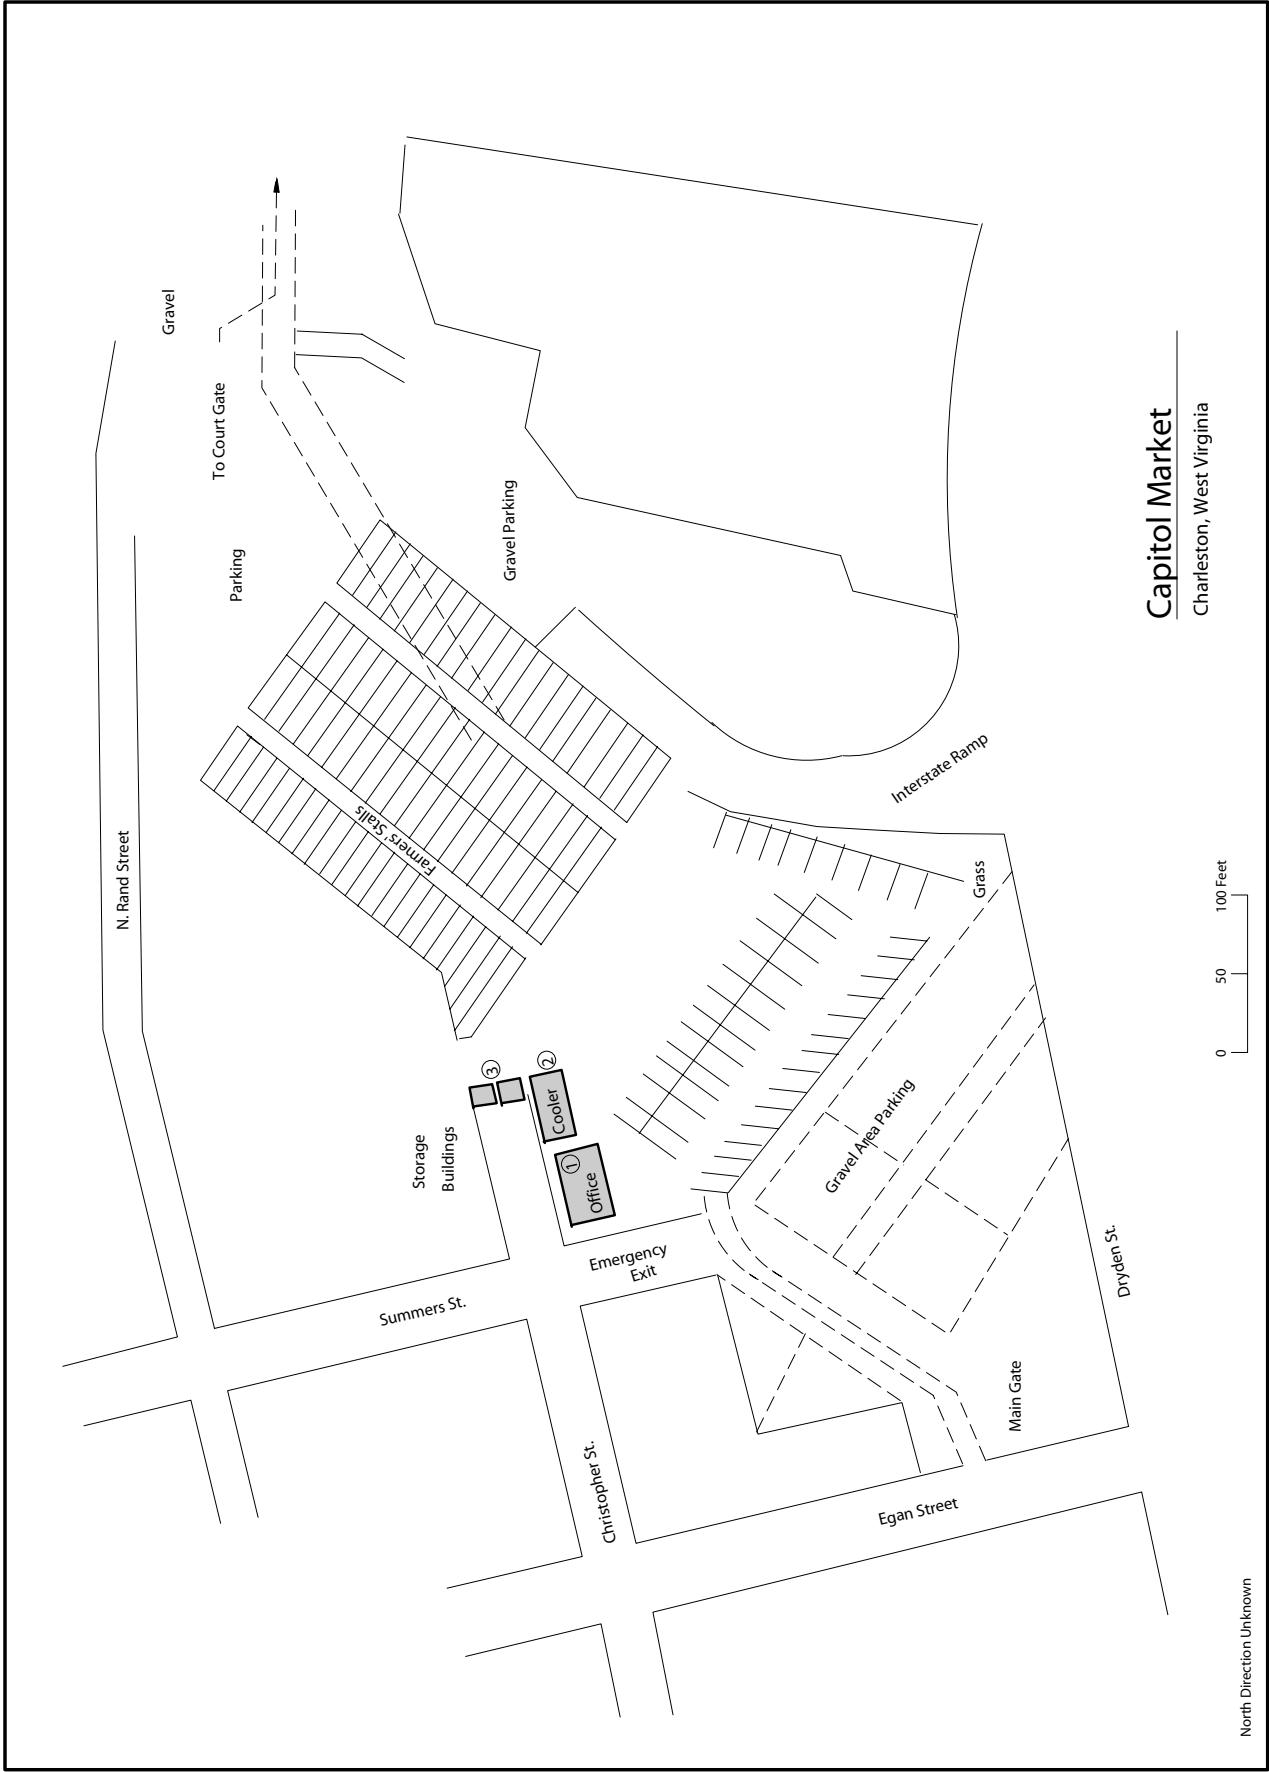 N. Rand Street
Gravel
To Court Gate
Parking
Gravel Parking
Farmers' Stalls
Interstate Ramp
Grass
Storage
Buildings
3
2
Cooler
1
Office
Emergency
Exit
Summers St.
Christopher St.
Egan Street
Main Gate
Dryden St.
Gravel Area Parking
Capitol Market
Charleston, West Virginia
0 50 100 Feet
North Direction Unknown